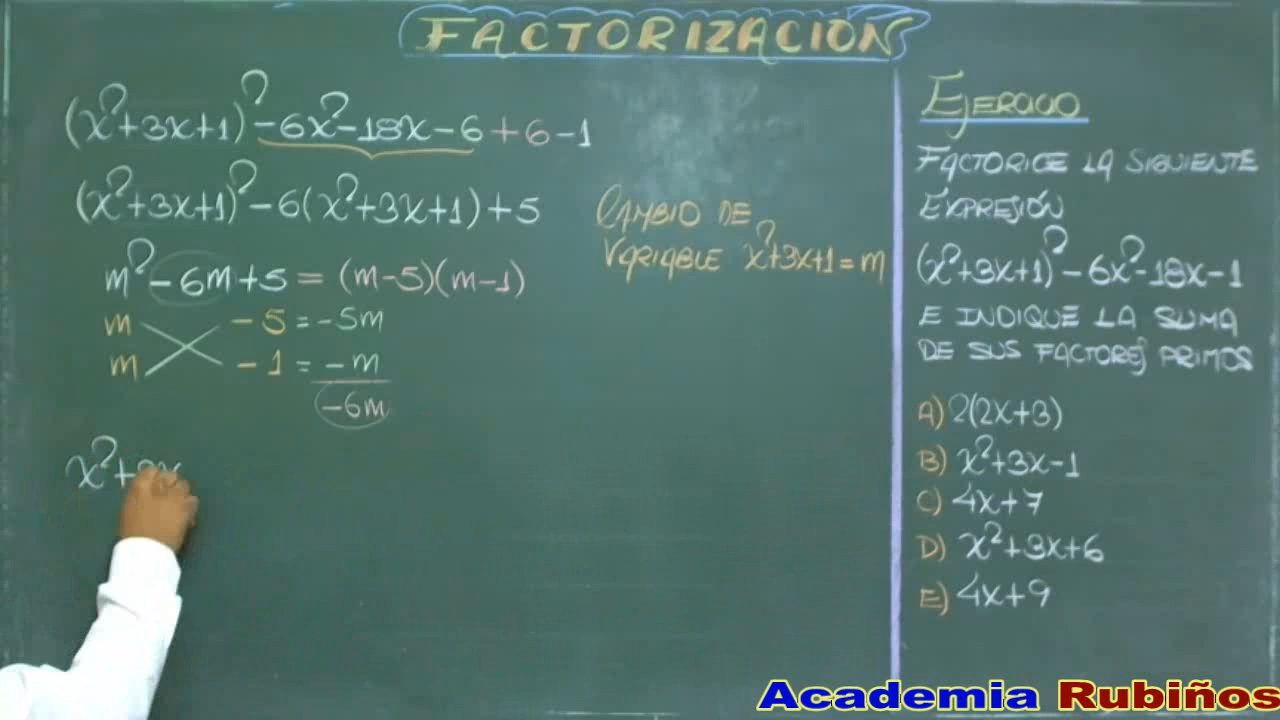 FACTORIZACIÓN
(x²+3x+1)²-6x²-18x-6+6-1
(x²+3x+1)²-6(x²+3x+1)+5
m²-6m+5=(m-5)(m-1)
m -5=-5m
m -1=-m
-6m
x²+3x
CAMBIO DE
VARIABLE x²+3x+1=m
EJERCICIO
FACTORICE LA SIGUIENTE
EXPRESIÓN
(x²+3x+1)²-6x²-18x-1
E INDIQUE LA SUMA
DE SUS FACTORES PRIMOS
A) 2(2x+3)
B) x²+3x-1
C) 4x+7
D) x²+3x+6
E) 4x+9
Academia Rubiños